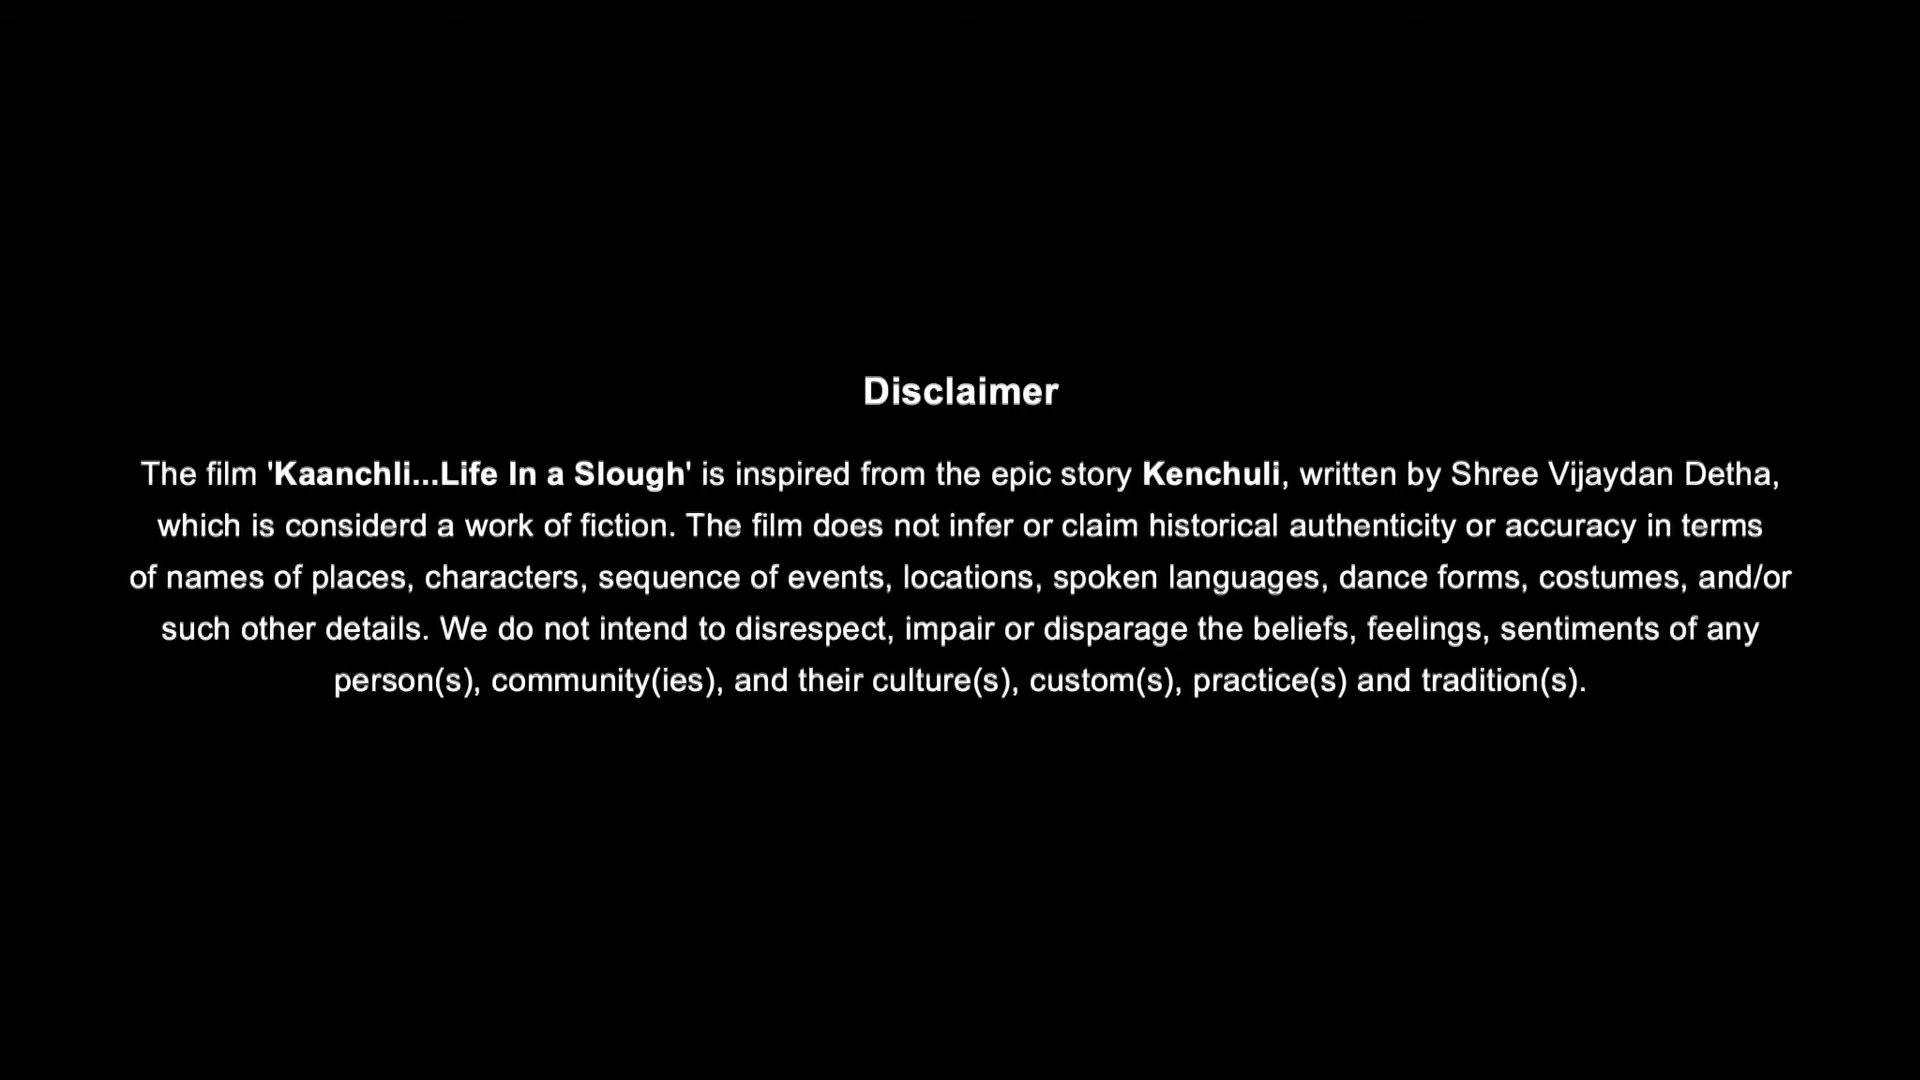 Disclaimer
The film 'Kaanchli...Life In a Slough' is inspired from the epic story Kenchuli, written by Shree Vijaydan Detha,
which is considerd a work of fiction. The film does not infer or claim historical authenticity or accuracy in terms
of names of places, characters, sequence of events, locations, spoken languages, dance forms, costumes, and/or
such other details. We do not intend to disrespect, impair or disparage the beliefs, feelings, sentiments of any
person(s), community(ies), and their culture(s), custom(s), practice(s) and tradition(s).